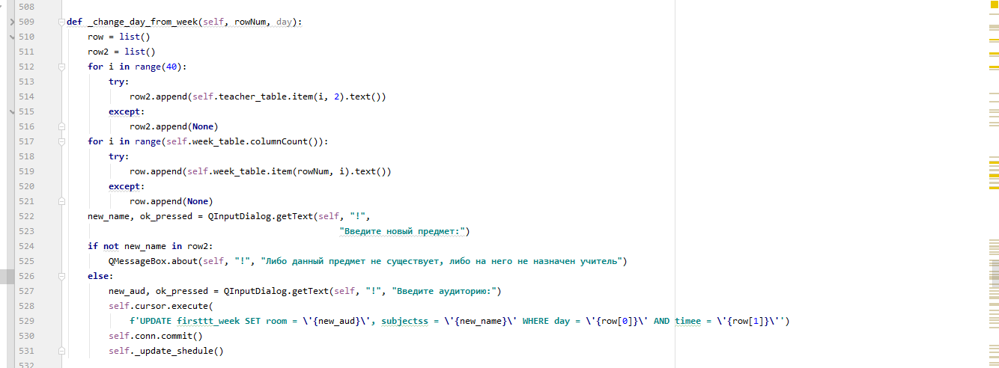 508
509 def _change_day_from_week(self, rowNum, day):
510 row = list()
511 row2 = list()
512 for i in range(40):
513 try:
514 row2.append(self.teacher_table.item(i, 2).text())
515 except:
516 row2.append(None)
517 for i in range(self.week_table.columnCount()):
518 try:
519 row.append(self.week_table.item(rowNum, i).text())
520 except:
521 row.append(None)
522 new_name, ok_pressed = QInputDialog.getText(self, "!",
523 "Введите новый предмет:")
524 if not new_name in row2:
525 QMessageBox.about(self, "!", "Либо данный предмет не существует, либо на него не назначен учитель")
526 else:
527 new_aud, ok_pressed = QInputDialog.getText(self, "!", "Введите аудиторию:")
528 self.cursor.execute(
529 f'UPDATE firsttt_week SET room = \'{new_aud}\', subjectss = \'{new_name}\' WHERE day = \'{row[0]}\' AND timee = \'{row[1]}\'')
530 self.conn.commit()
531 self._update_shedule()
532